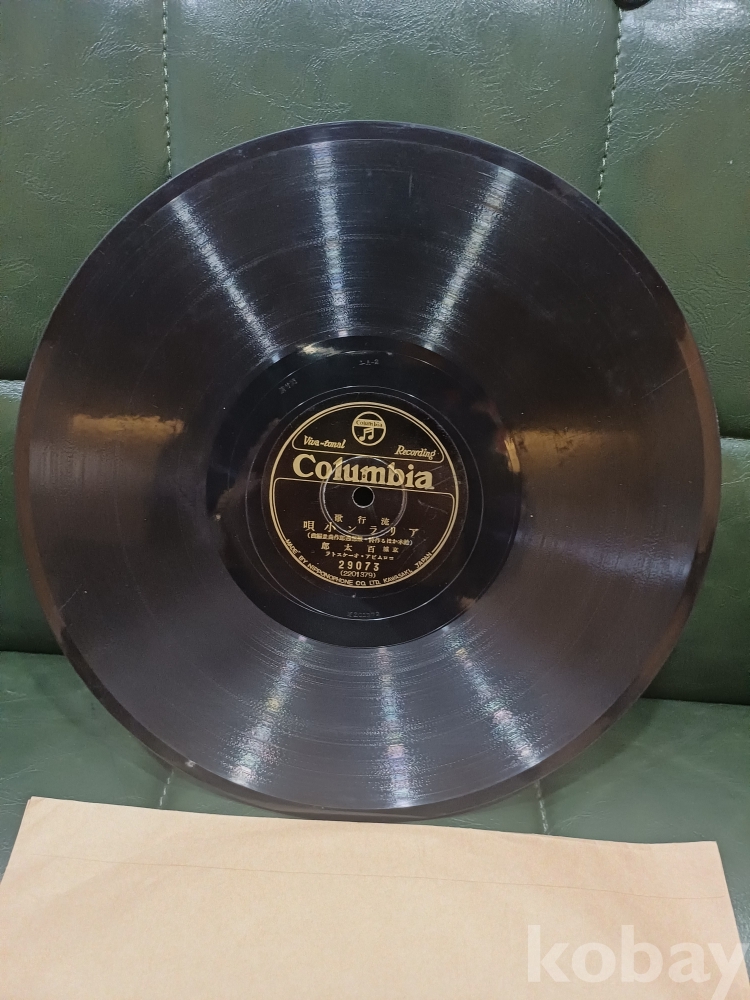 Columbia
Viva-tonal Recording
Columbia
流行歌
アリラン小唄
百太郎
コロムビア・オーケストラ
29073
(2201379)
MADE BY NIPPONOPHONE CO. LTD. KAWASAKI, JAPAN.
kobay